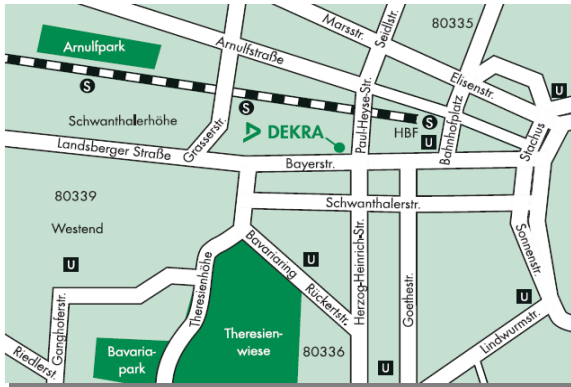 Arnulfpark
Marsstr.
Seidlstr.
80335
Arnulfstraße
Elisenstr.
U
S
S
Schwanthalerhöhe
Grasserstr.
DEKRA
Paul-Heyse-Str.
HBF
S
U
Bahnhofplatz
Stachus
Landsberger Straße
Bayerstr.
80339
Westend
Schwanthalerstr.
U
Theresienhöhe
Bavariaring
U
Rückertstr.
Herzog-Heinrich-Str.
Goethestr.
Sonnenstr.
U
Ganghoferstr.
Riedlerst.
Bavaria-
park
Theresien-
wiese
80336
U
Lindwurmstr.